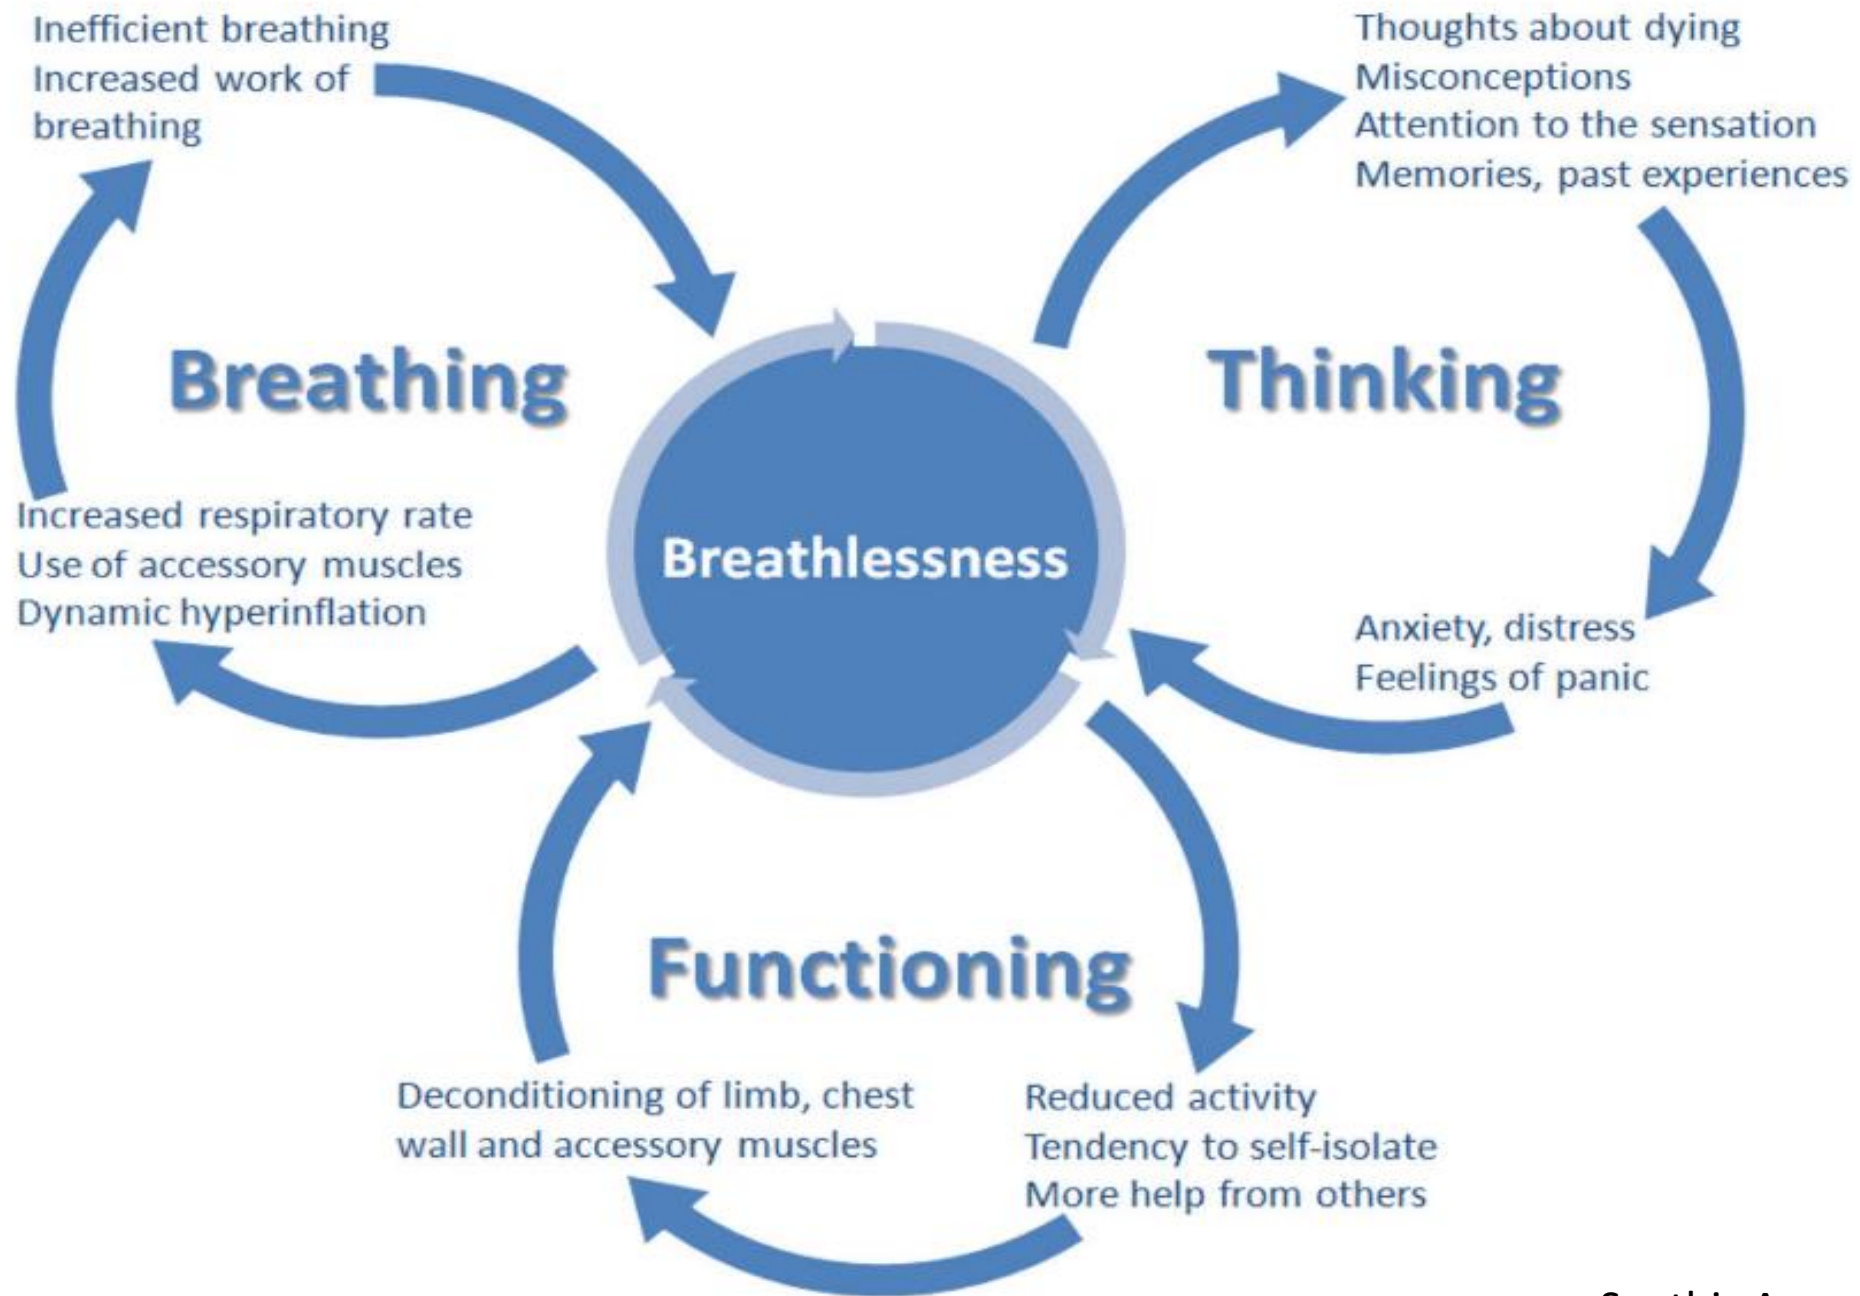 Inefficient breathing
Increased work of
breathing
Thoughts about dying
Misconceptions
Attention to the sensation
Memories, past experiences
Breathing
Thinking
Breathlessness
Increased respiratory rate
Use of accessory muscles
Dynamic hyperinflation
Anxiety, distress
Feelings of panic
Functioning
Deconditioning of limb, chest
wall and accessory muscles
Reduced activity
Tendency to self-isolate
More help from others